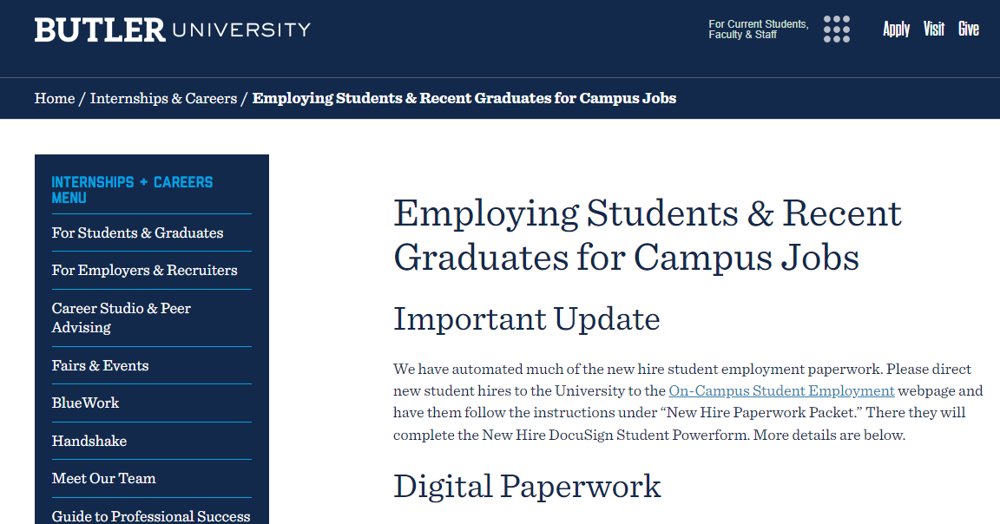 BUTLER UNIVERSITY
For Current Students,
Faculty & Staff
Apply Visit Give
Home / Internships & Careers / Employing Students & Recent Graduates for Campus Jobs
INTERNSHIPS + CAREERS
MENU
For Students & Graduates
For Employers & Recruiters
Career Studio & Peer
Advising
Fairs & Events
BlueWork
Handshake
Meet Our Team
Guide to Professional Success
Employing Students & Recent
Graduates for Campus Jobs
Important Update
We have automated much of the new hire student employment paperwork. Please direct
new student hires to the University to the On-Campus Student Employment webpage and
have them follow the instructions under “New Hire Paperwork Packet.” There they will
complete the New Hire DocuSign Student Powerform. More details are below.
Digital Paperwork